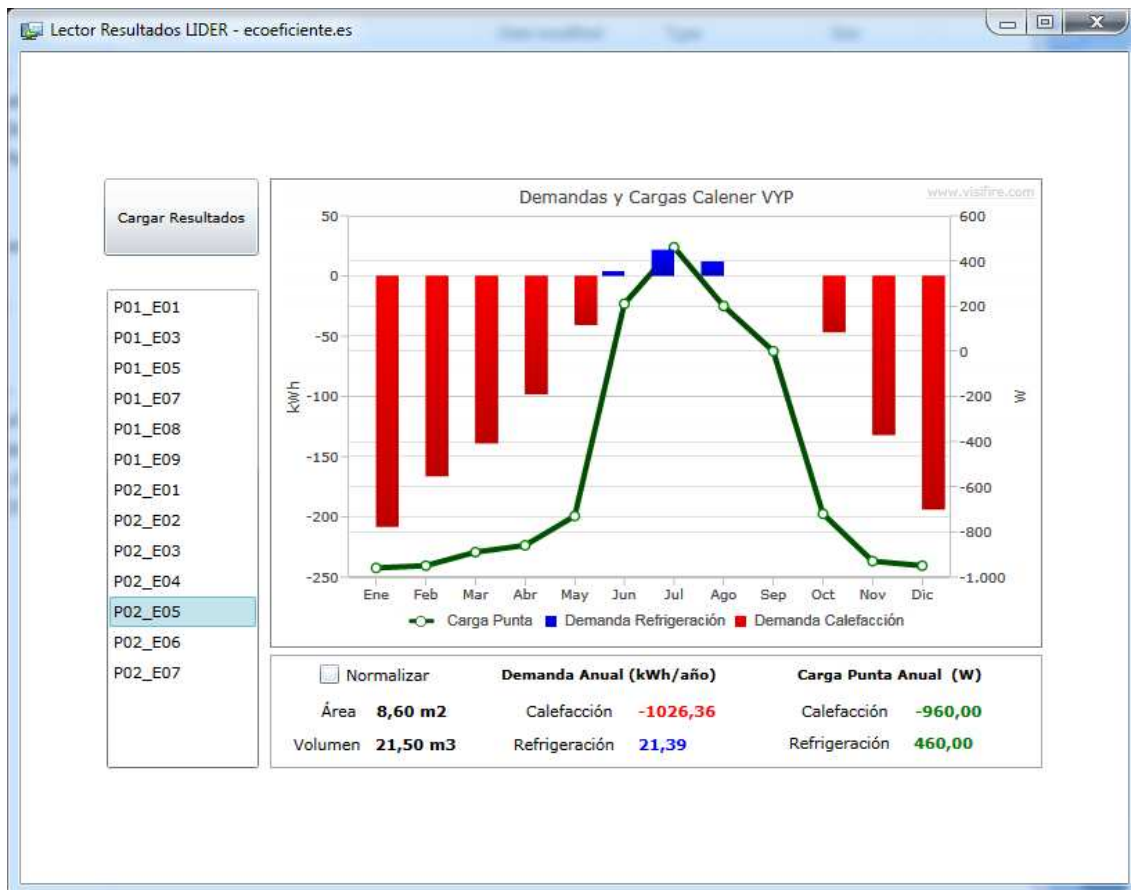 Lector Resultados LIDER - ecoeficiente.es
Cargar Resultados
P01_E01
P01_E03
P01_E05
P01_E07
P01_E08
P01_E09
P02_E01
P02_E02
P02_E03
P02_E04
P02_E05
P02_E06
P02_E07
Demandas y Cargas Calener VYP
www.visifire.com
50
0
-50
-100
-150
-200
-250
kWh
600
400
200
0
-200
-400
-600
-800
-1.000
W
Ene Feb Mar Abr May Jun Jul Ago Sep Oct Nov Dic
Carga Punta Demanda Refrigeración Demanda Calefacción
Normalizar Demanda Anual (kWh/año) Carga Punta Anual (W)
Área 8,60 m2 Calefacción -1026,36 Calefacción -960,00
Volumen 21,50 m3 Refrigeración 21,39 Refrigeración 460,00